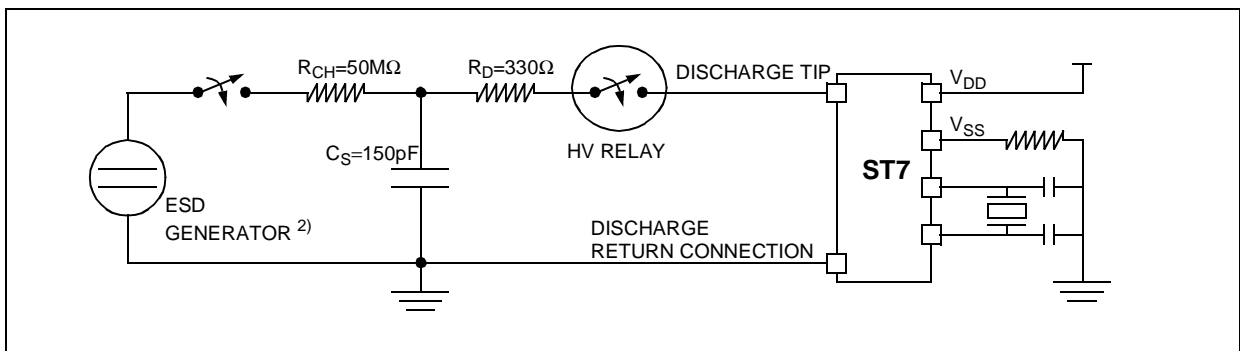 R_CH=50MΩ
R_D=330Ω
DISCHARGE TIP
V_DD
V_SS
C_S=150pF
HV RELAY
ST7
ESD
GENERATOR 2)
DISCHARGE
RETURN CONNECTION